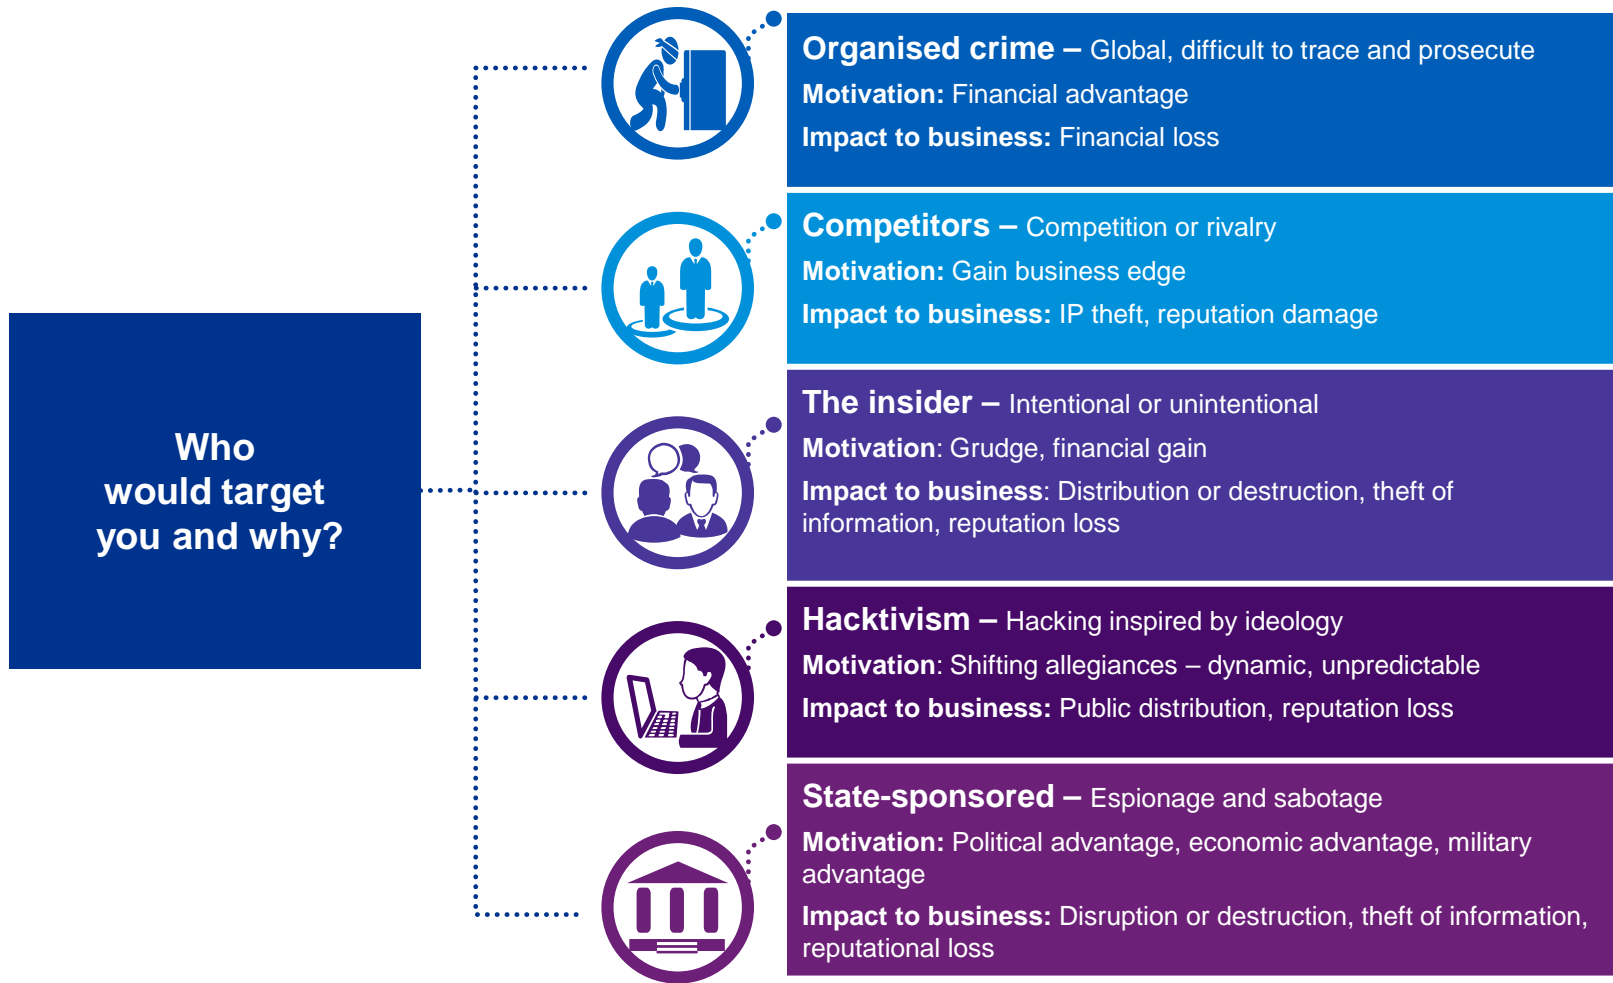 Who
would target
you and why?
Organised crime – Global, difficult to trace and prosecute
Motivation: Financial advantage
Impact to business: Financial loss
Competitors – Competition or rivalry
Motivation: Gain business edge
Impact to business: IP theft, reputation damage
The insider – Intentional or unintentional
Motivation: Grudge, financial gain
Impact to business: Distribution or destruction, theft of
information, reputation loss
Hacktivism – Hacking inspired by ideology
Motivation: Shifting allegiances – dynamic, unpredictable
Impact to business: Public distribution, reputation loss
State-sponsored – Espionage and sabotage
Motivation: Political advantage, economic advantage, military
advantage
Impact to business: Disruption or destruction, theft of information,
reputational loss